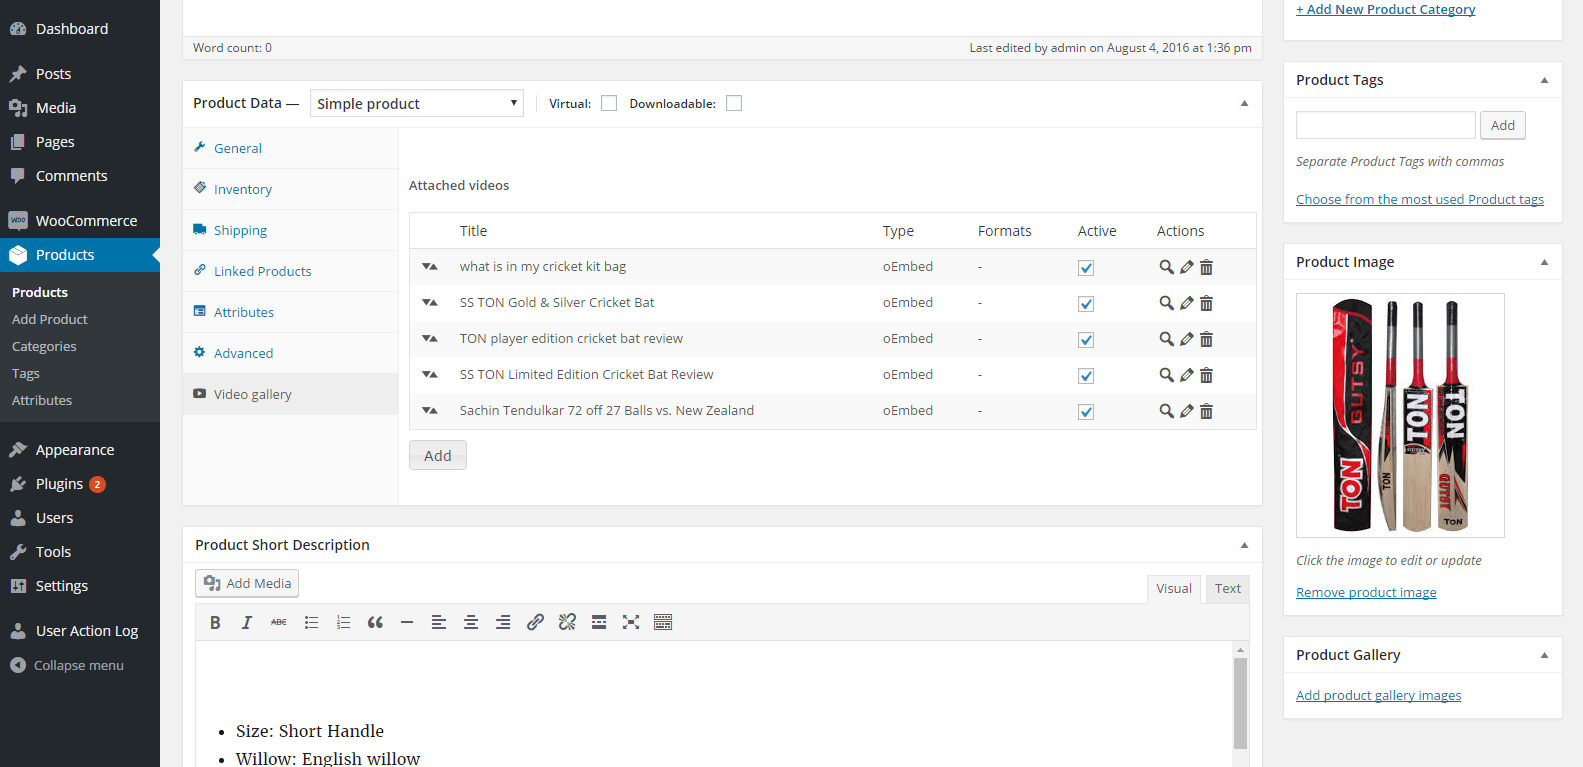 Dashboard
Posts
Media
Pages
Comments
WooCommerce
Products
Products
Add Product
Categories
Tags
Attributes
Appearance
Plugins 2
Users
Tools
Settings
User Action Log
Collapse menu
Word count: 0
Last edited by admin on August 4, 2016 at 1:36 pm
Product Data —
Simple product
Virtual:
Downloadable:
General
Inventory
Shipping
Linked Products
Attributes
Advanced
Video gallery
Attached videos
Title Type Formats Active Actions
what is in my cricket kit bag oEmbed -
SS TON Gold & Silver Cricket Bat oEmbed -
TON player edition cricket bat review oEmbed -
SS TON Limited Edition Cricket Bat Review oEmbed -
Sachin Tendulkar 72 off 27 Balls vs. New Zealand oEmbed -
Add
Product Short Description
Add Media
Visual
Text
B I ABC
• Size: Short Handle
• Willow: English willow
+ Add New Product Category
Product Tags
Add
Separate Product Tags with commas
Choose from the most used Product tags
Product Image
GUTSY
TON
TON
TON
TON
GUTSY
TON
Click the image to edit or update
Remove product image
Product Gallery
Add product gallery images